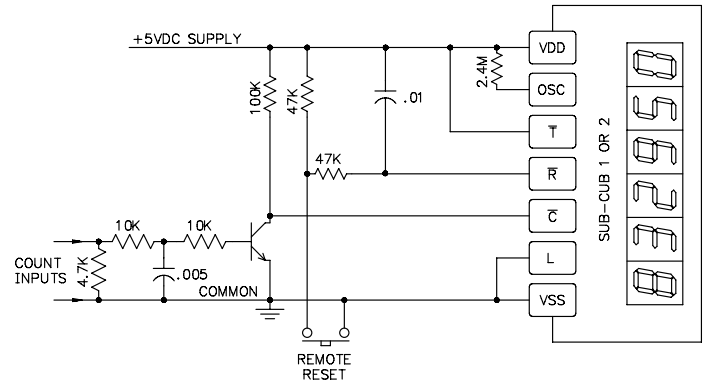 +5VDC SUPPLY
VDD
100K
47K
.01
2.4M
OSC
T̅
47K
R̅
C̅
SUB-CUB 1 OR 2
10K
10K
COUNT
INPUTS
4.7K
.005
COMMON
L
VSS
REMOTE
RESET